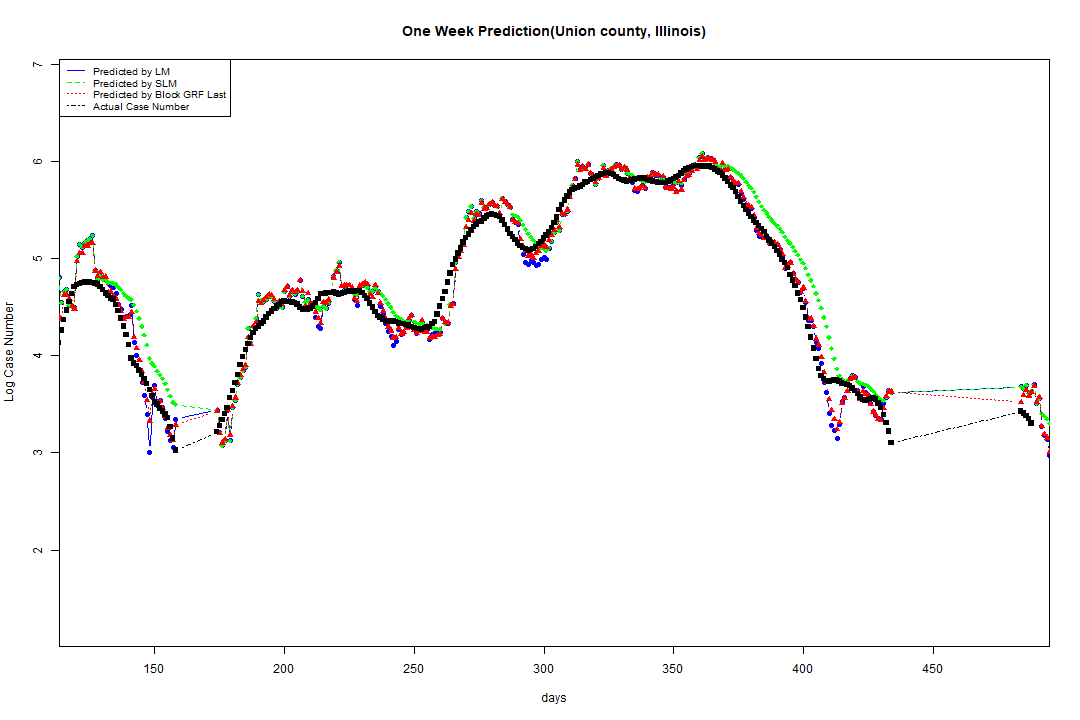 One Week Prediction(Union county, Illinois)
Predicted by LM
Predicted by SLM
Predicted by Block GRF Last
Actual Case Number
7
6
5
4
3
2
Log Case Number
150 200 250 300 350 400 450
days